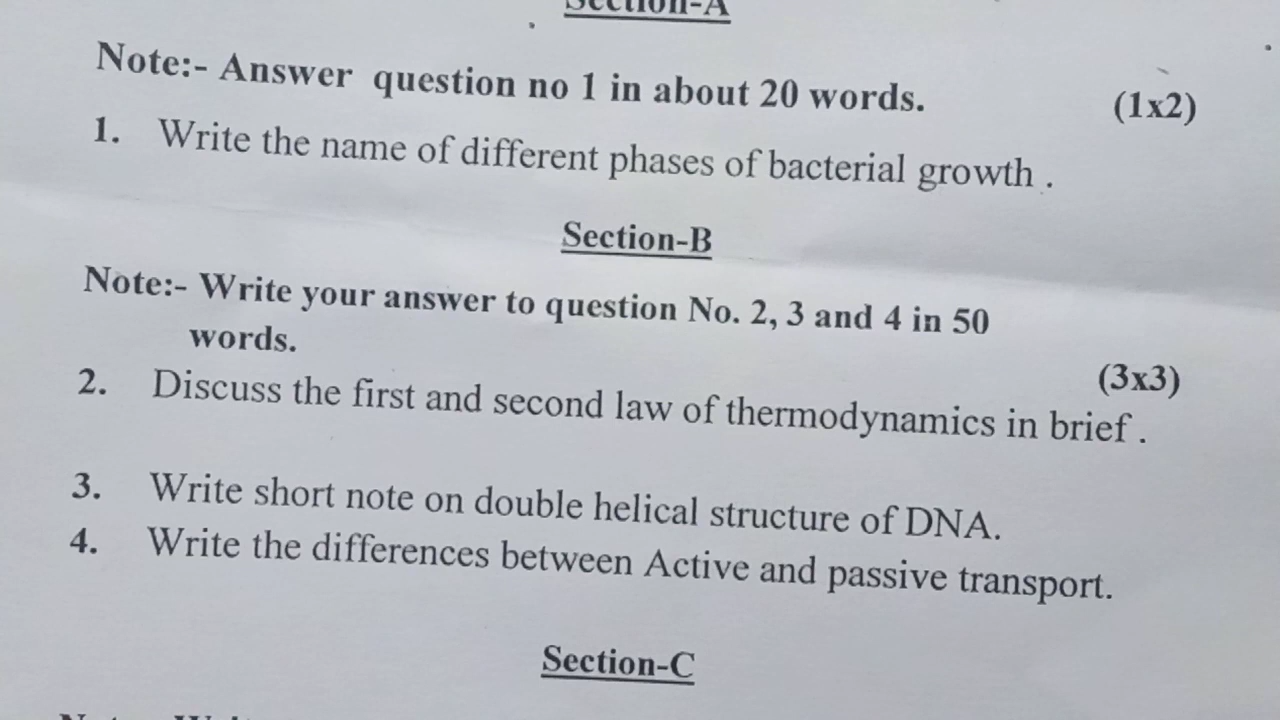 Section-A
Note:- Answer question no 1 in about 20 words. (1x2)
1. Write the name of different phases of bacterial growth .
Section-B
Note:- Write your answer to question No. 2, 3 and 4 in 50
words. (3x3)
2. Discuss the first and second law of thermodynamics in brief .
3. Write short note on double helical structure of DNA.
4. Write the differences between Active and passive transport.
Section-C